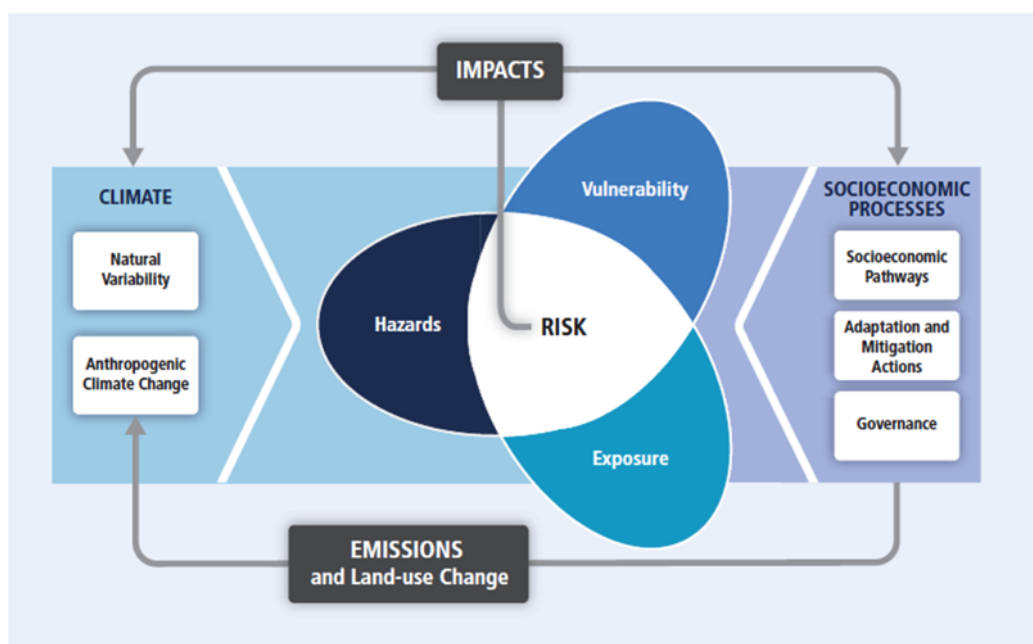 IMPACTS
CLIMATE
Natural
Variability
Anthropogenic
Climate Change
Vulnerability
Hazards
RISK
Exposure
SOCIOECONOMIC
PROCESSES
Socioeconomic
Pathways
Adaptation and
Mitigation
Actions
Governance
EMISSIONS
and Land-use Change